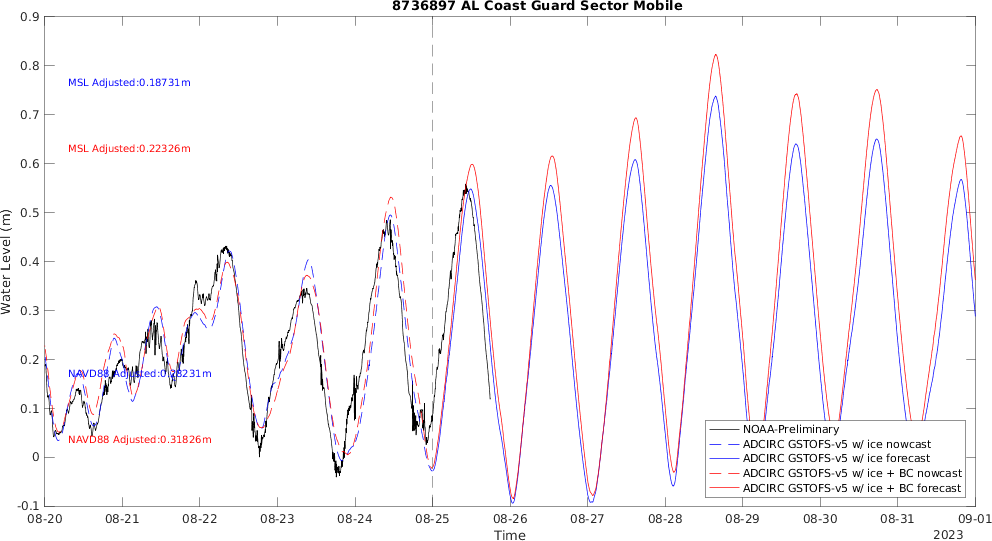 8736897 AL Coast Guard Sector Mobile
0.9
0.8
0.7
0.6
0.5
0.4
0.3
0.2
0.1
0
-0.1
Water Level (m)
MSL Adjusted:0.18731m
MSL Adjusted:0.22326m
NAVD88 Adjusted:0.28231m
NAVD88 Adjusted:0.31826m
NOAA-Preliminary
ADCIRC GSTOFS-v5 w/ ice nowcast
ADCIRC GSTOFS-v5 w/ ice forecast
ADCIRC GSTOFS-v5 w/ ice + BC nowcast
ADCIRC GSTOFS-v5 w/ ice + BC forecast
08-20 08-21 08-22 08-23 08-24 08-25 08-26 08-27 08-28 08-29 08-30 08-31 09-01
Time
2023